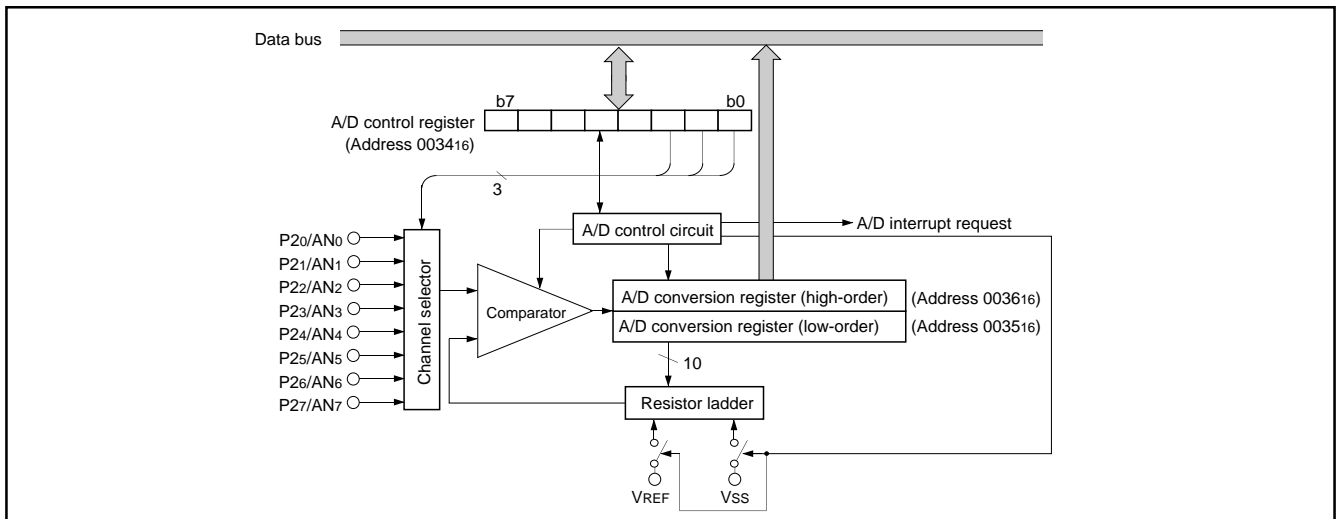 Data bus
b7 b0
A/D control register
(Address 003416)
3
A/D control circuit
A/D interrupt request
P20/AN0
P21/AN1
P22/AN2
P23/AN3
P24/AN4
P25/AN5
P26/AN6
P27/AN7
Channel selector
Comparator
A/D conversion register (high-order) (Address 003616)
A/D conversion register (low-order) (Address 003516)
10
Resistor ladder
VREF VSS